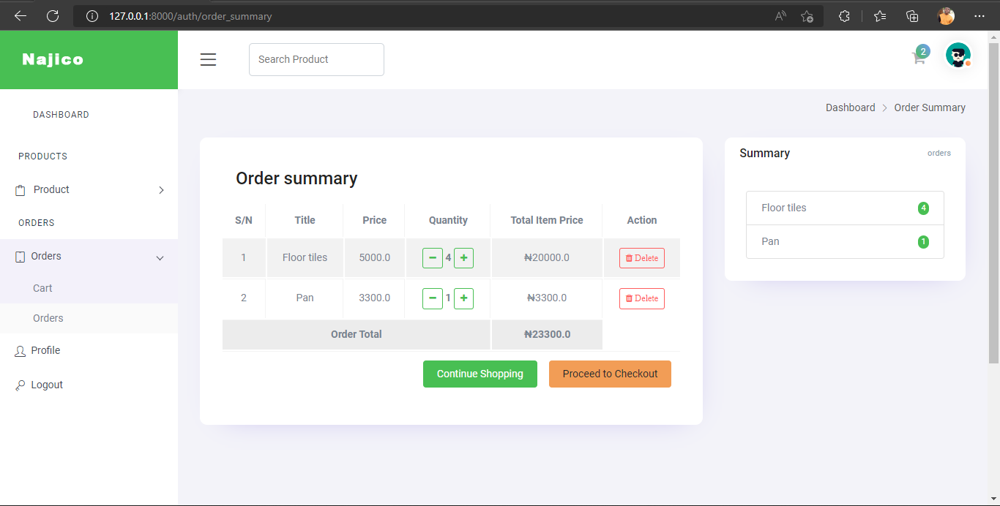 127.0.0.1:8000/auth/order_summary
Najico
Search Product
2
DASHBOARD
PRODUCTS
Product
ORDERS
Orders
Cart
Orders
Profile
Logout
Dashboard > Order Summary
Order summary
S/N Title Price Quantity Total Item Price Action
1 Floor tiles 5000.0 − 4 + ₦20000.0 Delete
2 Pan 3300.0 − 1 + ₦3300.0 Delete
Order Total ₦23300.0
Continue Shopping Proceed to Checkout
Summary orders
Floor tiles 4
Pan 1